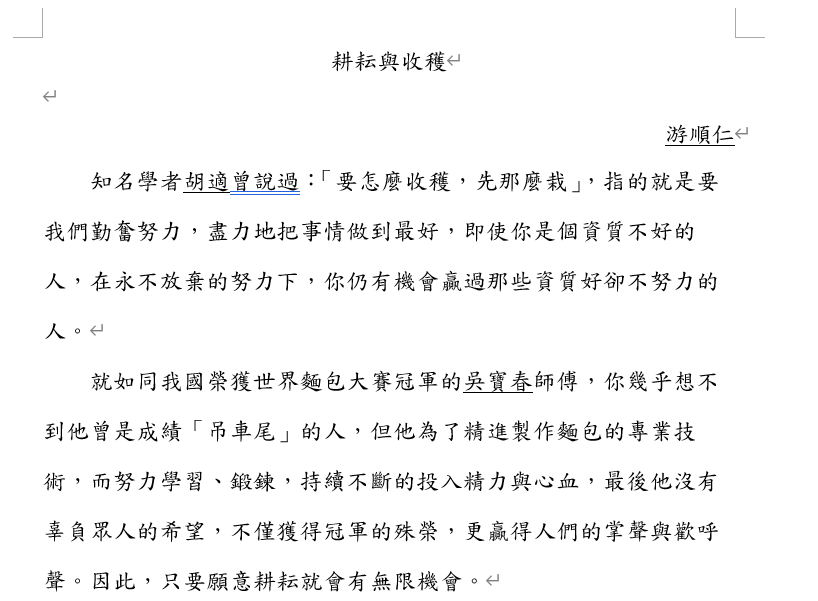 耕耘與收穫
游順仁
知名學者胡適曾說過：「要怎麼收穫，先那麼栽」，指的就是要
我們勤奮努力，盡力地把事情做到最好，即使你是個資質不好的
人，在永不放棄的努力下，你仍有機會贏過那些資質好卻不努力的
人。
就如同我國榮獲世界麵包大賽冠軍的吳寶春師傅，你幾乎想不
到他曾是成績「吊車尾」的人，但他為了精進製作麵包的專業技
術，而努力學習、鍛鍊，持續不斷的投入精力與心血，最後他沒有
辜負眾人的希望，不僅獲得冠軍的殊榮，更贏得人們的掌聲與歡呼
聲。因此，只要願意耕耘就會有無限機會。